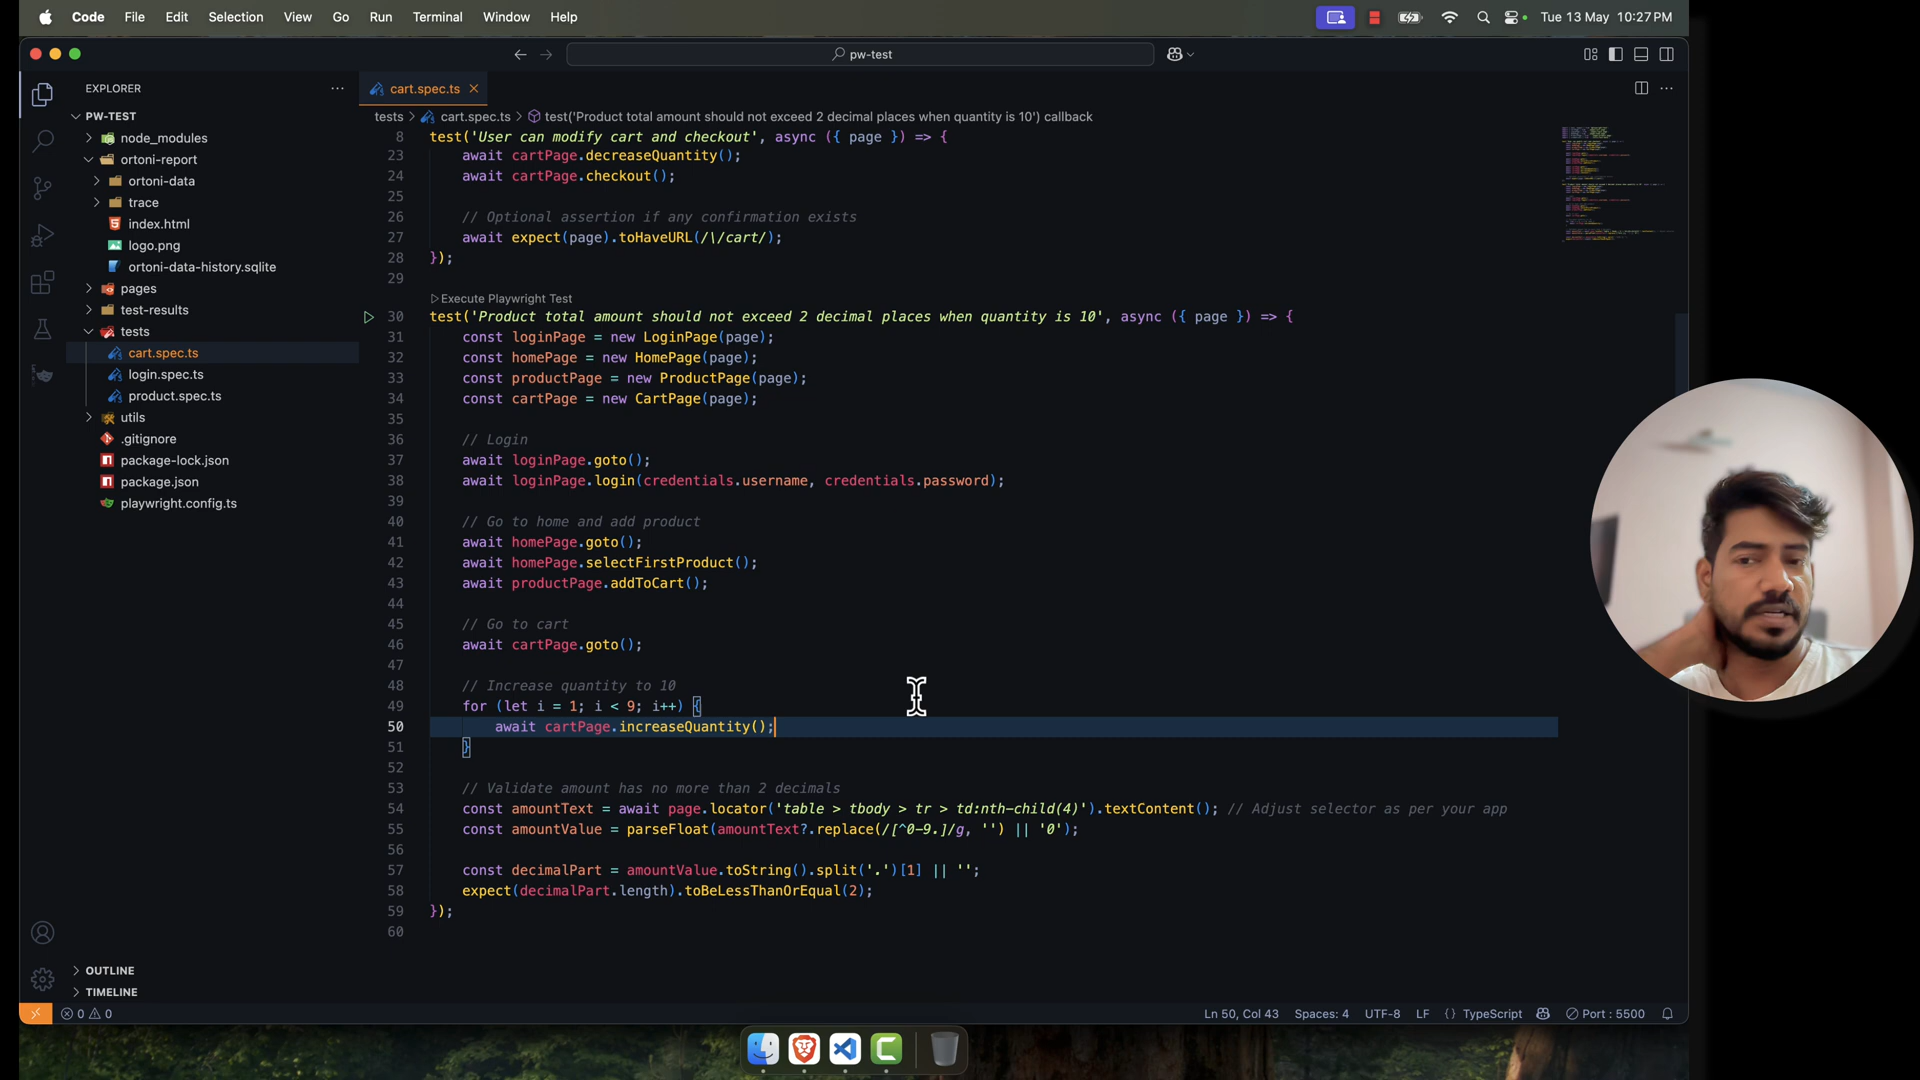 Code File Edit Selection View Go Run Terminal Window Help
Tue 13 May 10:27 PM
pw-test
EXPLORER
PW-TEST
node_modules
ortoni-report
ortoni-data
trace
index.html
logo.png
ortoni-data-history.sqlite
pages
test-results
tests
cart.spec.ts
login.spec.ts
product.spec.ts
utils
.gitignore
package-lock.json
package.json
playwright.config.ts
OUTLINE
TIMELINE
cart.spec.ts
tests > cart.spec.ts > test('Product total amount should not exceed 2 decimal places when quantity is 10') callback
8 test('User can modify cart and checkout', async ({ page }) => {
23 await cartPage.decreaseQuantity();
24 await cartPage.checkout();
25
26 // Optional assertion if any confirmation exists
27 await expect(page).toHaveURL(/\/cart/);
28 });
29
Execute Playwright Test
30 test('Product total amount should not exceed 2 decimal places when quantity is 10', async ({ page }) => {
31 const loginPage = new LoginPage(page);
32 const homePage = new HomePage(page);
33 const productPage = new ProductPage(page);
34 const cartPage = new CartPage(page);
35
36 // Login
37 await loginPage.goto();
38 await loginPage.login(credentials.username, credentials.password);
39
40 // Go to home and add product
41 await homePage.goto();
42 await homePage.selectFirstProduct();
43 await productPage.addToCart();
44
45 // Go to cart
46 await cartPage.goto();
47
48 // Increase quantity to 10
49 for (let i = 1; i < 9; i++) {
50 await cartPage.increaseQuantity();
51 }
52
53 // Validate amount has no more than 2 decimals
54 const amountText = await page.locator('table > tbody > tr > td:nth-child(4)').textContent(); // Adjust selector as per your app
55 const amountValue = parseFloat(amountText?.replace(/[^0-9.]/g, '') || '0');
56
57 const decimalPart = amountValue.toString().split('.')[1] || '';
58 expect(decimalPart.length).toBeLessThanOrEqual(2);
59 });
60
0 0 Ln 50, Col 43 Spaces: 4 UTF-8 LF {} TypeScript Port : 5500